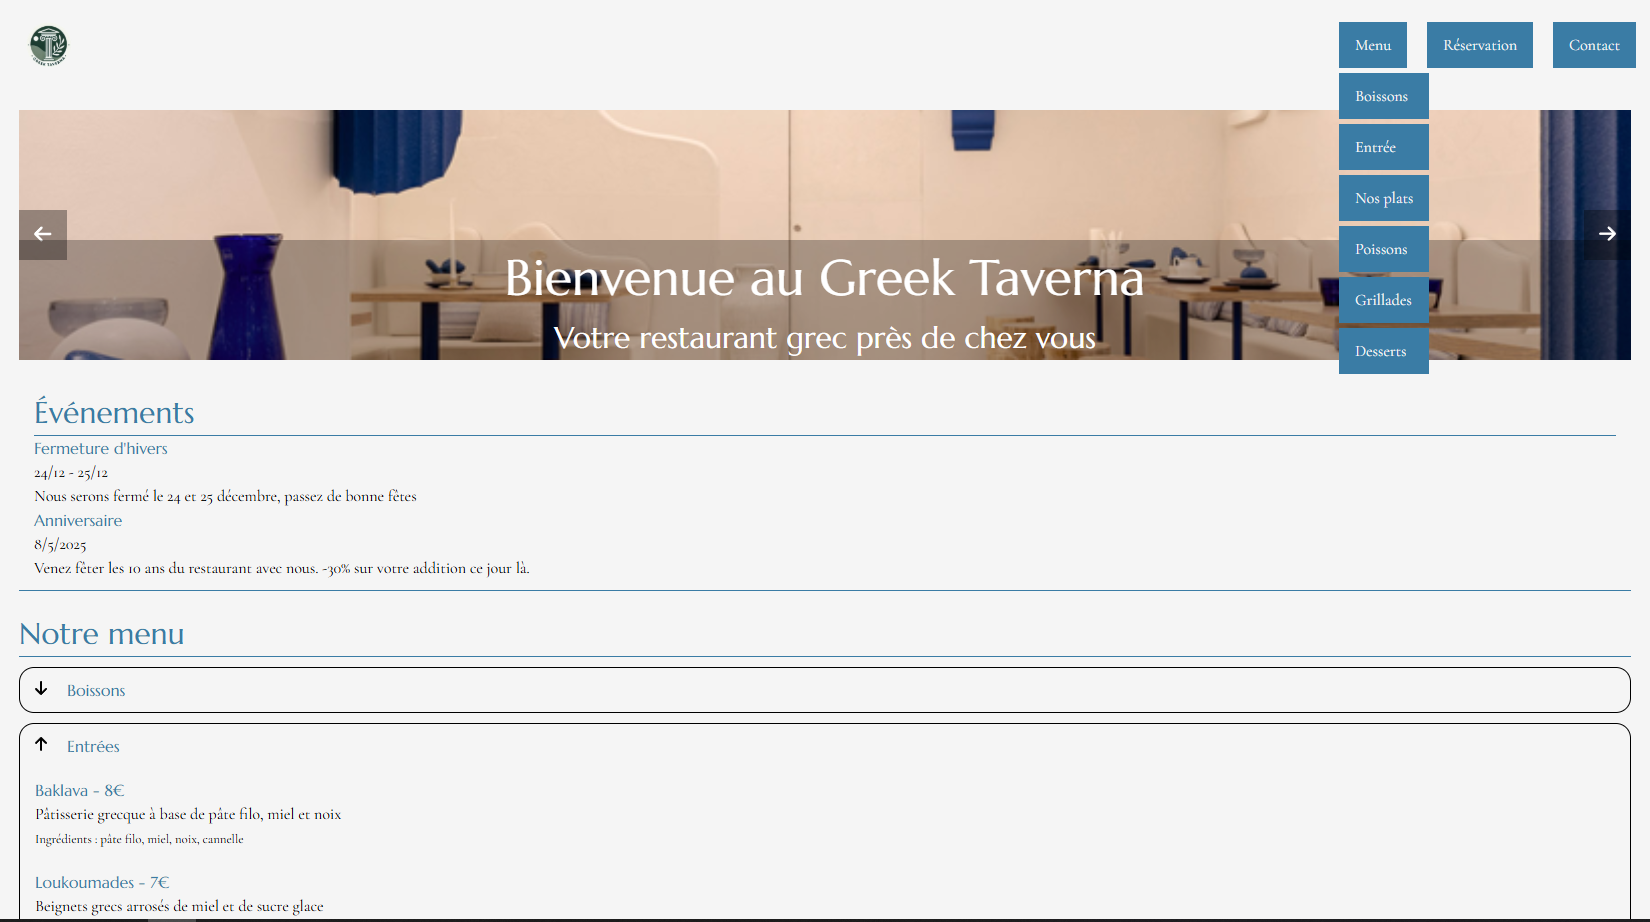 GREEK TAVERNA
Menu
Réservation
Contact
Boissons
Entrée
Nos plats
Poissons
Grillades
Desserts
Bienvenue au Greek Taverna
Votre restaurant grec près de chez vous
Événements
Fermeture d'hivers
24/12 - 25/12
Nous serons fermé le 24 et 25 décembre, passez de bonne fêtes
Anniversaire
8/5/2025
Venez fêter les 10 ans du restaurant avec nous. -30% sur votre addition ce jour là.
Notre menu
Boissons
Entrées
Baklava - 8€
Pâtisserie grecque à base de pâte filo, miel et noix
Ingrédients : pâte filo, miel, noix, cannelle
Loukoumades - 7€
Beignets grecs arrosés de miel et de sucre glace